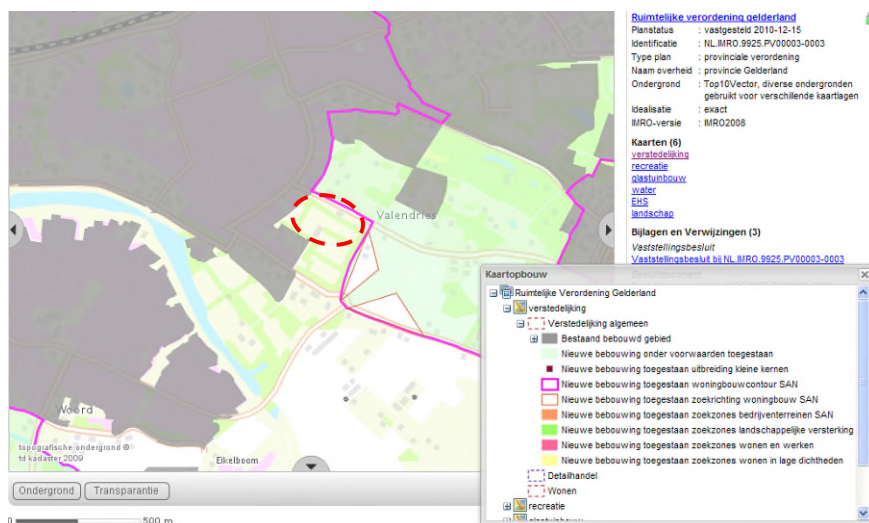 Valendries
Woord
topografische ondergrond ©
td kadaster 2009
Eikelboom
Ondergrond
Transparantie
0 500 m
Ruimtelijke verordening gelderland
Planstatus : vastgesteld 2010-12-15
Identificatie : NL.IMRO.9925.PV00003-0003
Type plan : provinciale verordening
Naam overheid : provincie Gelderland
Ondergrond : Top10Vector, diverse ondergronden
gebruikt voor verschillende kaartlagen
Idealisatie : exact
IMRO-versie : IMRO2008
Kaarten (6)
verstedelijking
recreatie
glastuinbouw
water
EHS
landschap
Bijlagen en Verwijzingen (3)
Vaststellingsbesluit
Vaststellingsbesluit bij NL.IMRO.9925.PV00003-0003
Kaartopbouw
Ruimtelijke Verordening Gelderland
verstedelijking
Verstedelijking algemeen
Bestaand bebouwd gebied
Nieuwe bebouwing onder voorwaarden toegestaan
Nieuwe bebouwing toegestaan uitbreiding kleine kernen
Nieuwe bebouwing toegestaan woningbouwcontour SAN
Nieuwe bebouwing toegestaan zoekrichting woningbouw SAN
Nieuwe bebouwing toegestaan zoekzones bedrijventerreinen SAN
Nieuwe bebouwing toegestaan zoekzones landschappelijke versterking
Nieuwe bebouwing toegestaan zoekzones wonen en werken
Nieuwe bebouwing toegestaan zoekzones wonen in lage dichtheden
Detailhandel
Wonen
recreatie